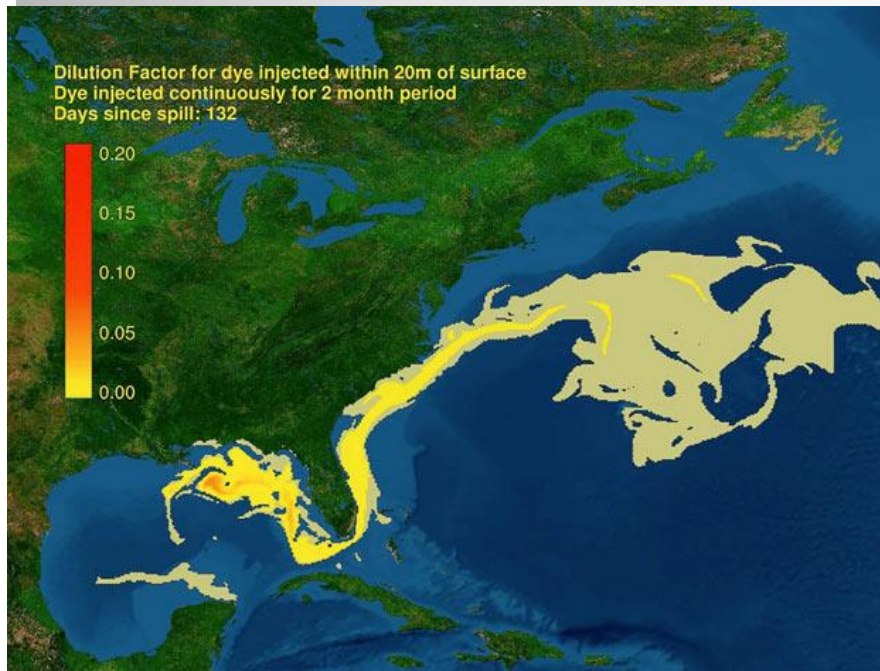 Dilution Factor for dye injected within 20m of surface
Dye injected continuously for 2 month period
Days since spill: 132
0.20
0.15
0.10
0.05
0.00